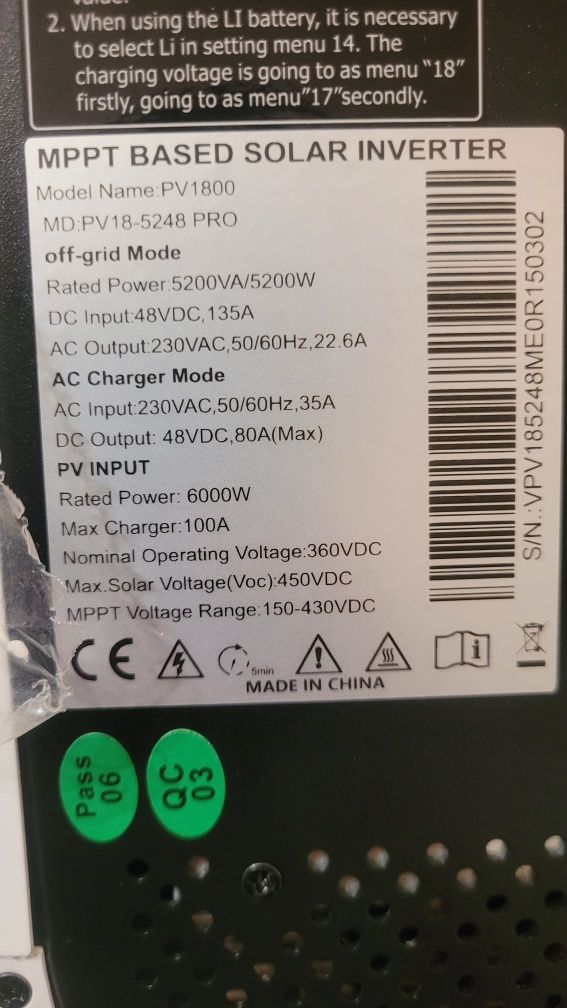 2. When using the LI battery, it is necessary
to select Li in setting menu 14. The
charging voltage is going to as menu "18"
firstly, going to as menu"17"secondly.
MPPT BASED SOLAR INVERTER
Model Name:PV1800
MD:PV18-5248 PRO
off-grid Mode
Rated Power:5200VA/5200W
DC Input:48VDC,135A
AC Output:230VAC,50/60Hz,22.6A
AC Charger Mode
AC Input:230VAC,50/60Hz,35A
DC Output: 48VDC,80A(Max)
PV INPUT
Rated Power: 6000W
Max Charger:100A
Nominal Operating Voltage:360VDC
Max.Solar Voltage(Voc):450VDC
MPPT Voltage Range:150-430VDC
S/N.:VPV185248ME0R150302
CE
5min
MADE IN CHINA
Pass
06
QC
03